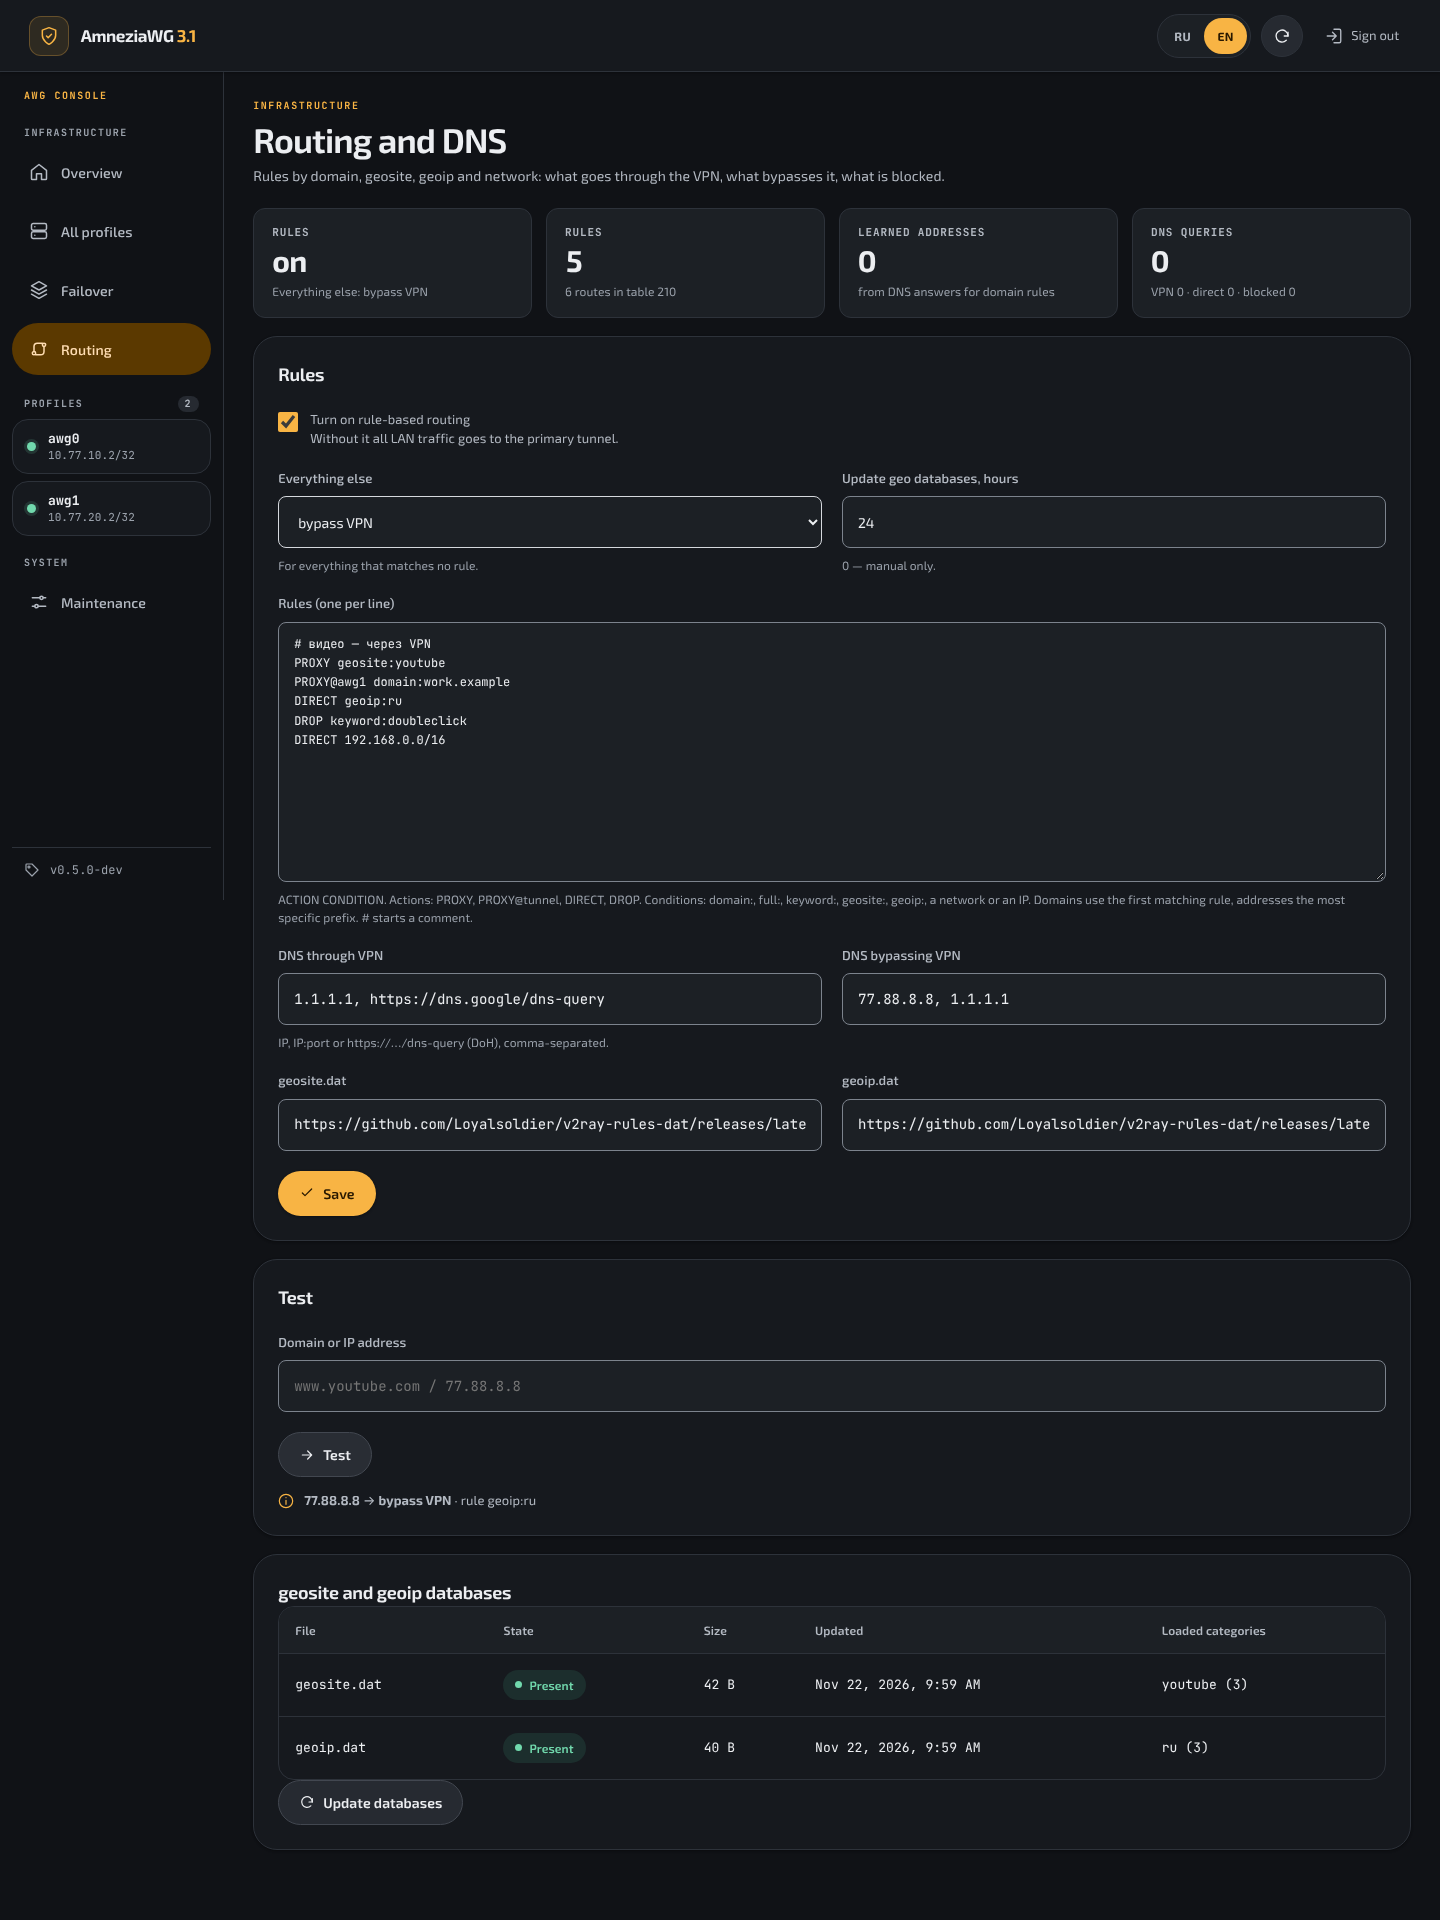 AmneziaWG 3.1
RU
EN
Sign out
AWG CONSOLE
INFRASTRUCTURE
Overview
All profiles
Failover
Routing
PROFILES
2
awg0
10.77.10.2/32
awg1
10.77.20.2/32
SYSTEM
Maintenance
v0.5.0-dev
INFRASTRUCTURE
Routing and DNS
Rules by domain, geosite, geoip and network: what goes through the VPN, what bypasses it, what is blocked.
RULES
on
Everything else: bypass VPN
RULES
5
6 routes in table 210
LEARNED ADDRESSES
0
from DNS answers for domain rules
DNS QUERIES
0
VPN 0 · direct 0 · blocked 0
Rules
Turn on rule-based routing
Without it all LAN traffic goes to the primary tunnel.
Everything else
bypass VPN
For everything that matches no rule.
Update geo databases, hours
24
0 — manual only.
Rules (one per line)
# видео — через VPN
PROXY geosite:youtube
PROXY@awg1 domain:work.example
DIRECT geoip:ru
DROP keyword:doubleclick
DIRECT 192.168.0.0/16
ACTION CONDITION. Actions: PROXY, PROXY@tunnel, DIRECT, DROP. Conditions: domain:, full:, keyword:, geosite:, geoip:, a network or an IP. Domains use the first matching rule, addresses the most
specific prefix. # starts a comment.
DNS through VPN
1.1.1.1, https://dns.google/dns-query
IP, IP:port or https://…/dns-query (DoH), comma-separated.
DNS bypassing VPN
77.88.8.8, 1.1.1.1
geosite.dat
https://github.com/Loyalsoldier/v2ray-rules-dat/releases/late
geoip.dat
https://github.com/Loyalsoldier/v2ray-rules-dat/releases/late
Save
Test
Domain or IP address
www.youtube.com / 77.88.8.8
Test
77.88.8.8 → bypass VPN · rule geoip:ru
geosite and geoip databases
File State Size Updated Loaded categories
geosite.dat Present 42 B Nov 22, 2026, 9:59 AM youtube (3)
geoip.dat Present 40 B Nov 22, 2026, 9:59 AM ru (3)
Update databases